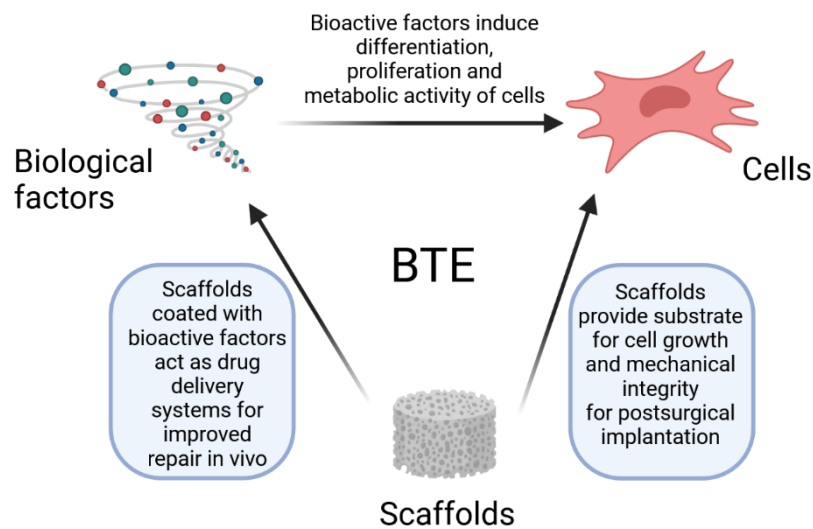 Bioactive factors induce
differentiation,
proliferation and
metabolic activity of cells
Biological
factors
Cells
BTE
Scaffolds
coated with
bioactive factors
act as drug
delivery
systems for
improved
repair in vivo
Scaffolds
provide substrate
for cell growth
and mechanical
integrity
for postsurgical
implantation
Scaffolds